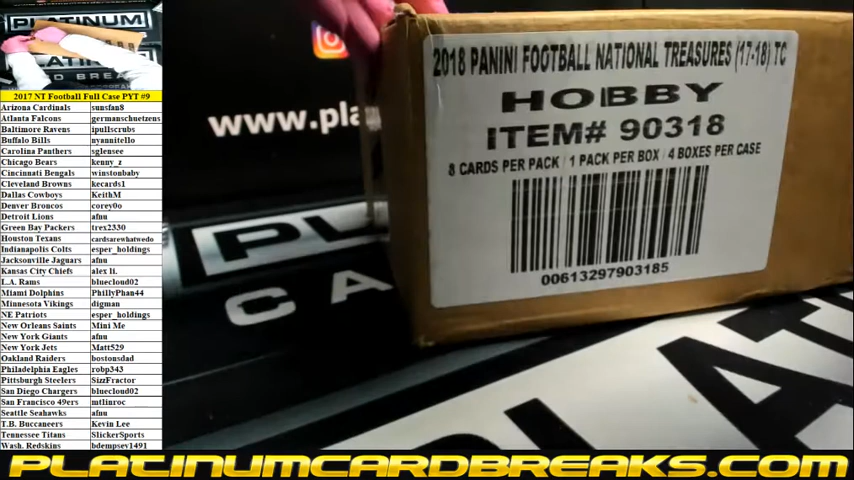 PLATINUM
CARD BREAKS
2017 NT Football Full Case PYT #9
Arizona Cardinals sunsfan8
Atlanta Falcons germanschuetzens
Baltimore Ravens ipullscrubs
Buffalo Bills nyannitello
Carolina Panthers sglensee
Chicago Bears kenny_z
Cincinnati Bengals winstonbaby
Cleveland Browns kecards1
Dallas Cowboys KeithM
Denver Broncos corey0o
Detroit Lions afnu
Green Bay Packers trex2330
Houston Texans cardsarewhatwedo
Indianapolis Colts esper_holdings
Jacksonville Jaguars afnu
Kansas City Chiefs alex li.
L.A. Rams bluecloud02
Miami Dolphins PhillyPhan44
Minnesota Vikings digman
NE Patriots esper_holdings
New Orleans Saints Mini Me
New York Giants afnu
New York Jets Matt529
Oakland Raiders bostonsdad
Philadelphia Eagles robp343
Pittsburgh Steelers SizzFractor
San Diego Chargers bluecloud02
San Francisco 49ers mtlinroc
Seattle Seahawks afnu
T.B. Buccaneers Kevin Lee
Tennessee Titans SlickerSports
Wash. Redskins bdempsey1491
2018 PANINI FOOTBALL NATIONAL TREASURES (17-18) TC
HOBBY
ITEM# 90318
8 CARDS PER PACK / 1 PACK PER BOX / 4 BOXES PER CASE
00613297903185
www.pla
PL
CA
PLAT
PLATINUMCARDBREAKS.COM